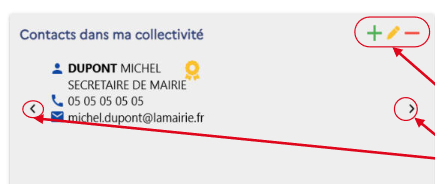 Contacts dans ma collectivité
DUPONT MICHEL
SECRETAIRE DE MAIRIE
05 05 05 05 05
michel.dupont@lamairie.fr